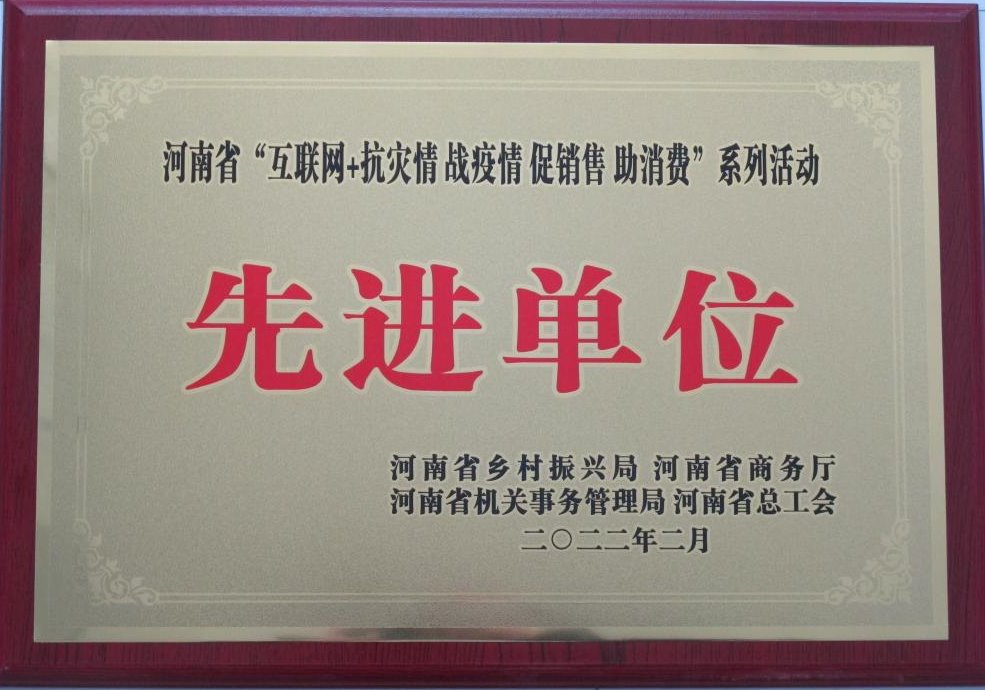 河南省“互联网+抗灾情 战疫情 促销售 助消费”系列活动
先进单位
河南省乡村振兴局 河南省商务厅
河南省机关事务管理局 河南省总工会
二〇二二年二月